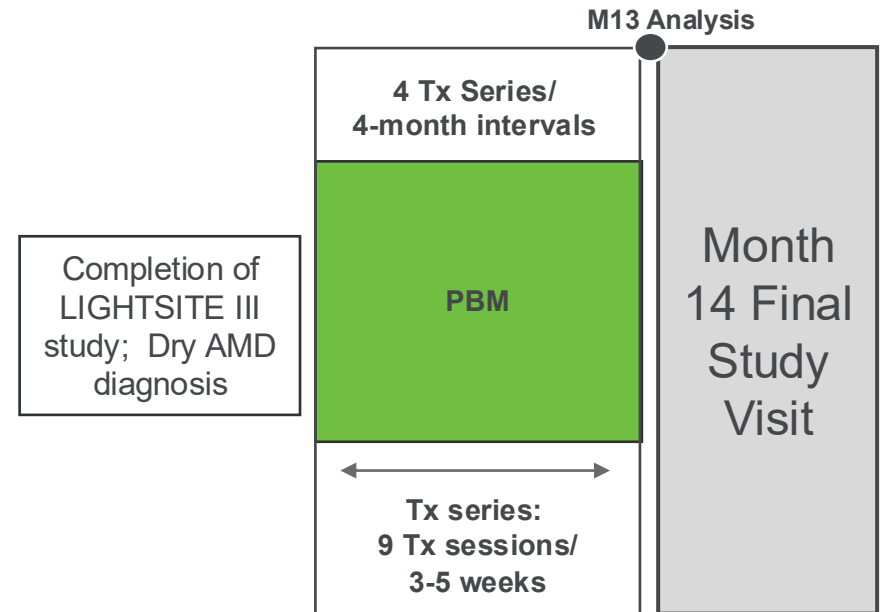 M13 Analysis
4 Tx Series/
4-month intervals
Completion of
LIGHTSITE III
study; Dry AMD
diagnosis
PBM
Tx series:
9 Tx sessions/
3-5 weeks
Month
14 Final
Study
Visit